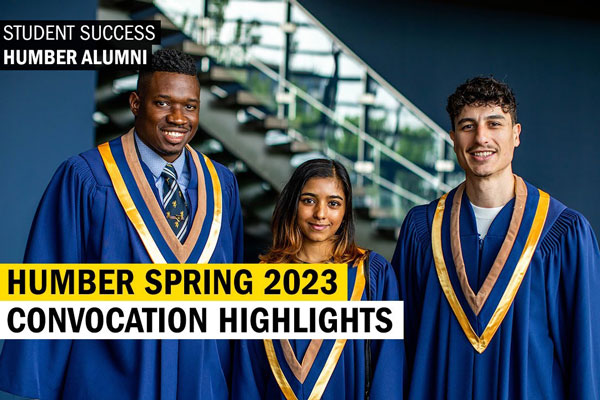 STUDENT SUCCESS
HUMBER ALUMNI
HUMBER SPRING 2023
CONVOCATION HIGHLIGHTS